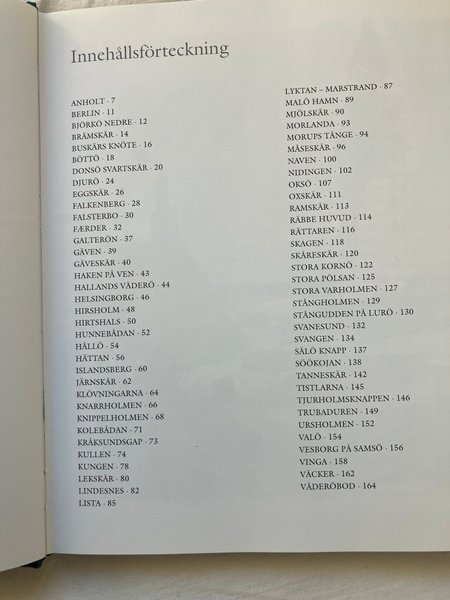 Innehållsförteckning
ANHOLT · 7
BERLIN · 11
BJÖRKÖ NEDRE · 12
BRÄMSKÄR · 14
BUSKÄRS KNÖTE · 16
BÖTTÖ · 18
DONSÖ SVARTSKÄR · 20
DJURÖ · 24
EGGSKÄR · 26
FALKENBERG · 28
FALSTERBO · 30
FÆRDER · 32
GALTERÖN · 37
GÅVEN · 39
GÄVESKÄR · 40
HAKEN PÅ VEN · 43
HALLANDS VÄDERÖ · 44
HELSINGBORG · 46
HIRSHOLM · 48
HIRTSHALS · 50
HUNNEBÅDAN · 52
HÅLLÖ · 54
HÄTTAN · 56
ISLANDSBERG · 60
JÄRNSKÄR · 62
KLÖVNINGARNA · 64
KNARRHOLMEN · 66
KNIPPELHOLMEN · 68
KOLEBÅDAN · 71
KRÅKSUNDSGAP · 73
KULLEN · 74
KUNGEN · 78
LEKSKÄR · 80
LINDESNES · 82
LISTA · 85
LYKTAN – MARSTRAND · 87
MALÖ HAMN · 89
MJÖLSKÄR · 90
MORLANDA · 93
MORUPS TÅNGE · 94
MÅSESKÄR · 96
NAVEN · 100
NIDINGEN · 102
OKSÖ · 107
OXSKÄR · 111
RAMSKÄR · 113
RÄBBE HUVUD · 114
RÄTTAREN · 116
SKAGEN · 118
SKÅRESKÄR · 120
STORA KORNÖ · 122
STORA PÖLSAN · 125
STORA VARHOLMEN · 127
STÅNGHOLMEN · 129
STÅNGUDDEN PÅ LURÖ · 130
SVANESUND · 132
SVANGEN · 134
SÄLÖ KNAPP · 137
SÖÖKOJAN · 138
TANNESKÄR · 142
TISTLARNA · 145
TJURHOLMSKNAPPEN · 146
TRUBADUREN · 149
URSHOLMEN · 152
VALÖ · 154
VESBORG PÅ SAMSÖ · 156
VINGA · 158
VÄCKER · 162
VÄDERÖBOD · 164